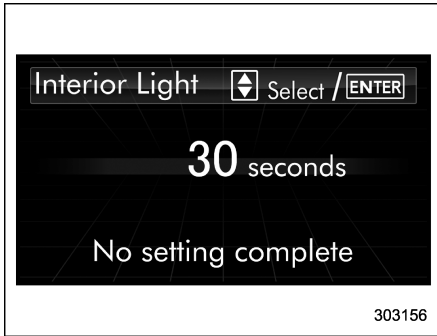 Interior Light Select / ENTER
30 seconds
No setting complete
303156